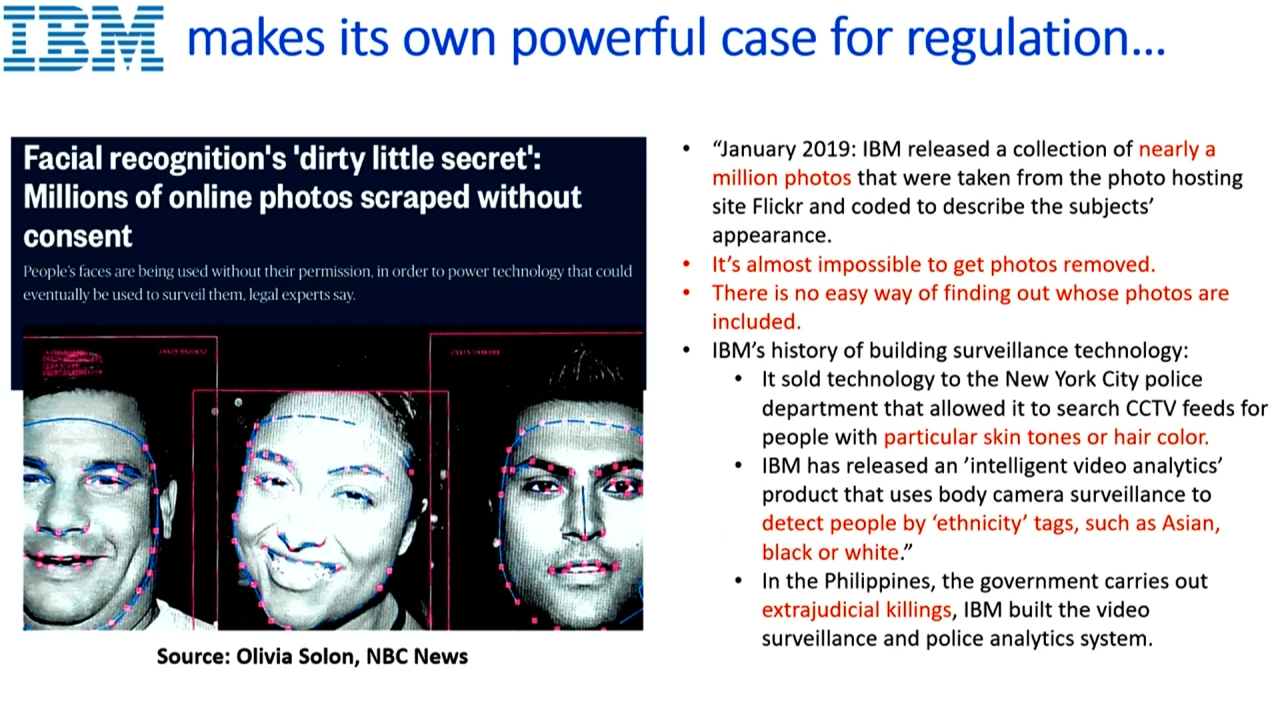 IBM makes its own powerful case for regulation...
Facial recognition's 'dirty little secret':
Millions of online photos scraped without
consent
People's faces are being used without their permission, in order to power technology that could
eventually be used to surveil them, legal experts say.
Source: Olivia Solon, NBC News
• “January 2019: IBM released a collection of nearly a
million photos that were taken from the photo hosting
site Flickr and coded to describe the subjects’
appearance.
• It’s almost impossible to get photos removed.
• There is no easy way of finding out whose photos are
included.
• IBM’s history of building surveillance technology:
• It sold technology to the New York City police
department that allowed it to search CCTV feeds for
people with particular skin tones or hair color.
• IBM has released an ’intelligent video analytics’
product that uses body camera surveillance to
detect people by ‘ethnicity’ tags, such as Asian,
black or white.”
• In the Philippines, the government carries out
extrajudicial killings, IBM built the video
surveillance and police analytics system.